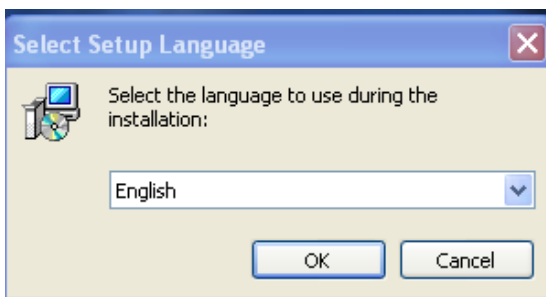 Select Setup Language
Select the language to use during the
installation:
English
OK
Cancel